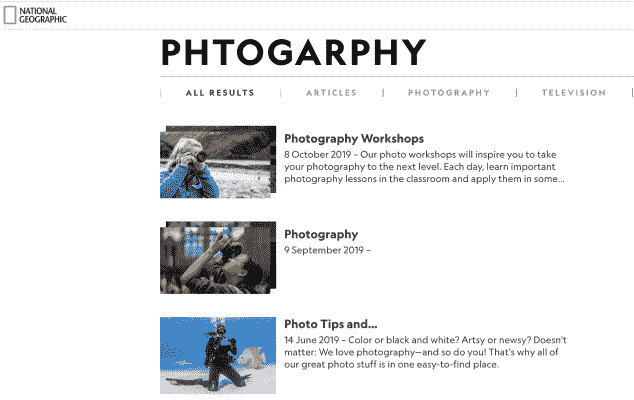 NATIONAL
GEOGRAPHIC
PHTOGARPHY
ALL RESULTS
ARTICLES
PHOTOGRAPHY
TELEVISION
Photography Workshops
8 October 2019 – Our photo workshops will inspire you to take
your photography to the next level. Each day, learn important
photography lessons in the classroom and apply them in some...
Photography
9 September 2019 –
Photo Tips and...
14 June 2019 – Color or black and white? Artsy or newsy? Doesn't
matter: We love photography—and so do you! That's why all of
our great photo stuff is in one easy-to-find place.